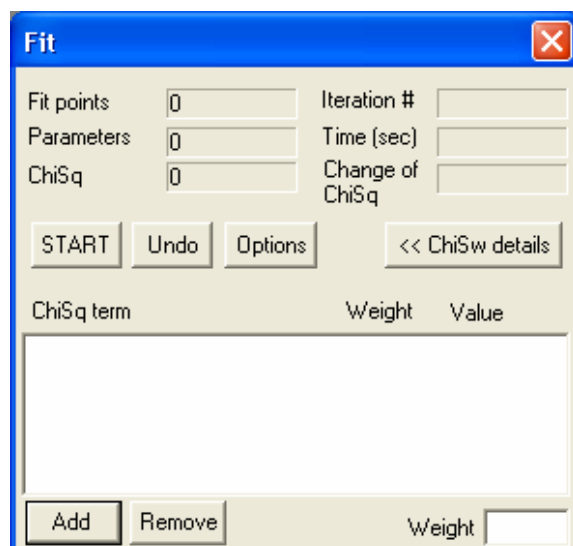 Fit
Fit points 0 Iteration #
Parameters 0 Time (sec)
ChiSq 0 Change of ChiSq
START Undo Options << ChiSw details
ChiSq term Weight Value
Add Remove Weight